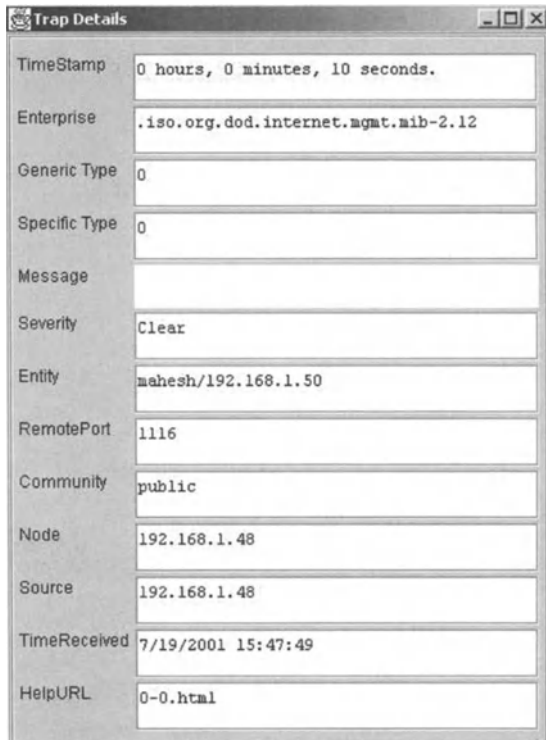 Trap Details
TimeStamp 0 hours, 0 minutes, 10 seconds.
Enterprise .iso.org.dod.internet.mgmt.mib-2.12
Generic Type 0
Specific Type 0
Message
Severity Clear
Entity mahesh/192.168.1.50
RemotePort 1116
Community public
Node 192.168.1.48
Source 192.168.1.48
TimeReceived 7/19/2001 15:47:49
HelpURL 0-0.html